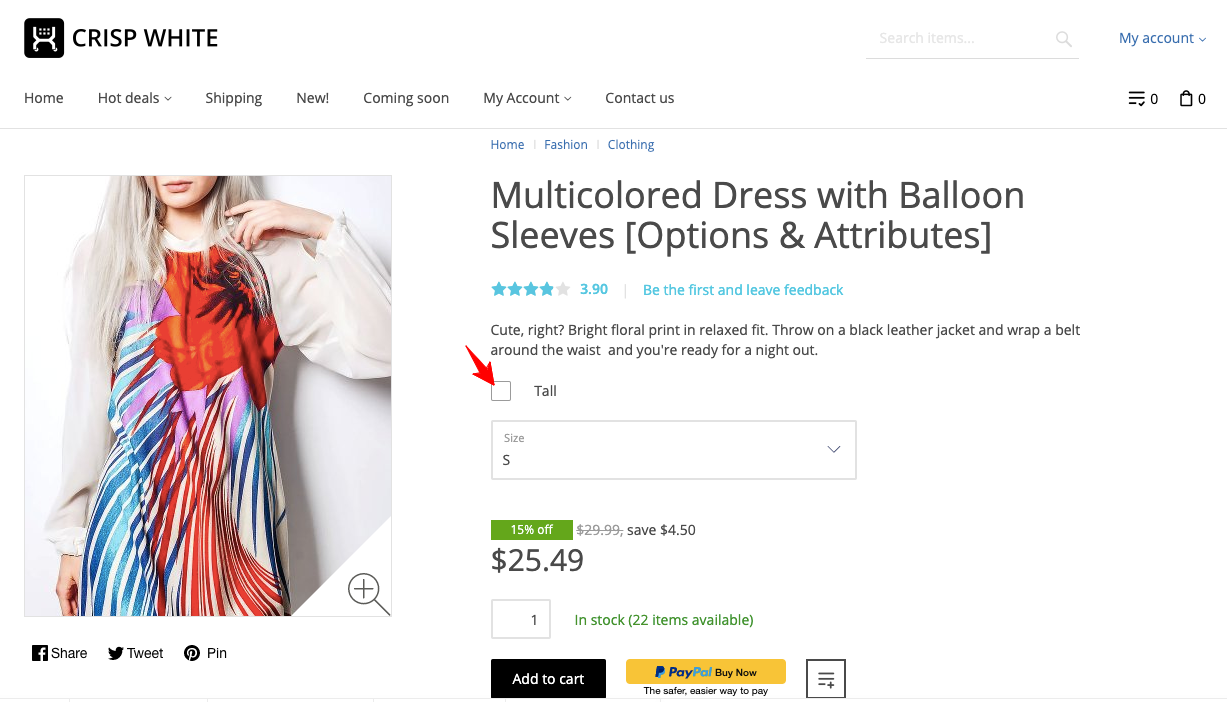 CRISP WHITE
Search items...
My account
Home
Hot deals
Shipping
New!
Coming soon
My Account
Contact us
0
0
Home
Fashion
Clothing
Multicolored Dress with Balloon
Sleeves [Options & Attributes]
3.90
Be the first and leave feedback
Cute, right? Bright floral print in relaxed fit. Throw on a black leather jacket and wrap a belt
around the waist and you're ready for a night out.
Tall
Size
S
15% off $29.99, save $4.50
$25.49
1
In stock (22 items available)
Share
Tweet
Pin
Add to cart
PayPal Buy Now
The safer, easier way to pay